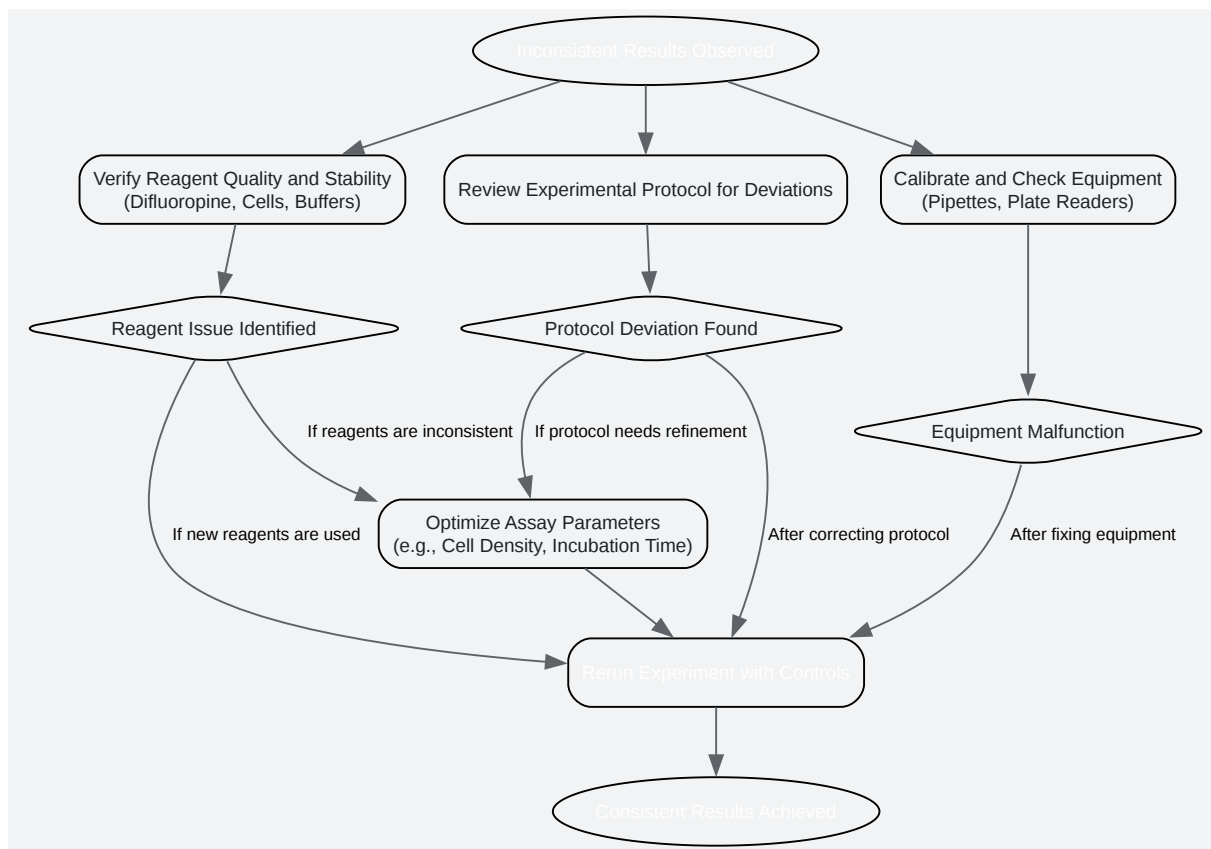 Inconsistent Results Observed
Verify Reagent Quality and Stability
(Difluoropine, Cells, Buffers)
Review Experimental Protocol for Deviations
Calibrate and Check Equipment
(Pipettes, Plate Readers)
Reagent Issue Identified
Protocol Deviation Found
If reagents are inconsistent
If protocol needs refinement
Equipment Malfunction
If new reagents are used
Optimize Assay Parameters
(e.g., Cell Density, Incubation Time)
After correcting protocol
After fixing equipment
Rerun Experiment with Controls
Consistent Results Achieved